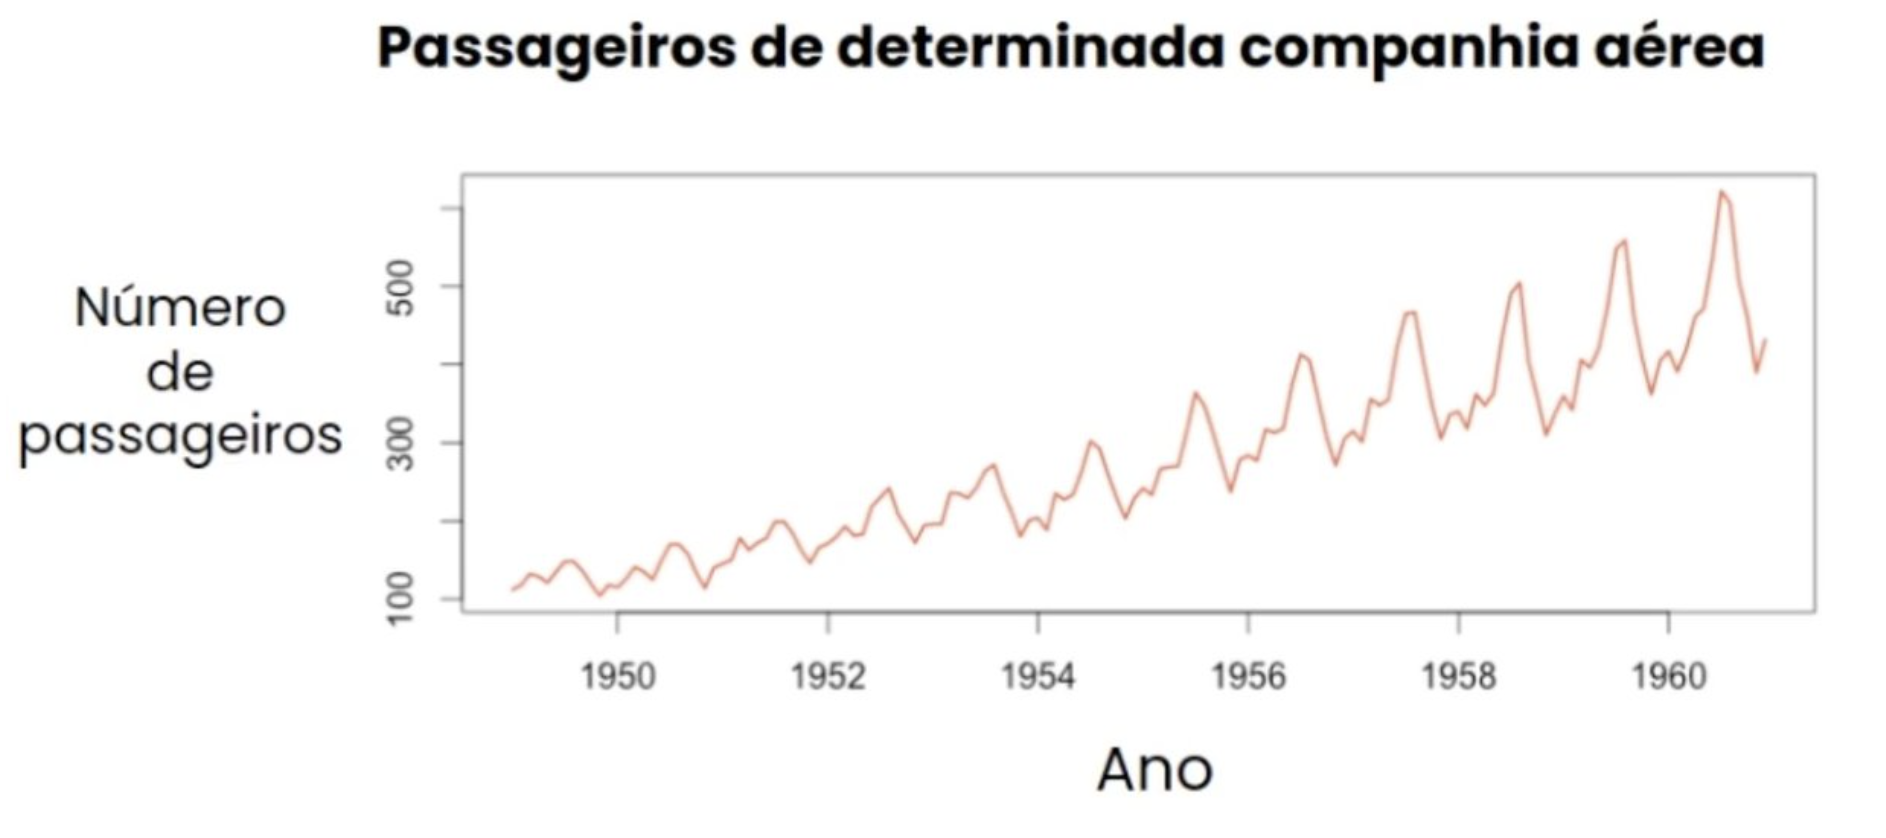 Passageiros de determinada companhia aérea
Número
de
passageiros
500
300
100
1950 1952 1954 1956 1958 1960
Ano